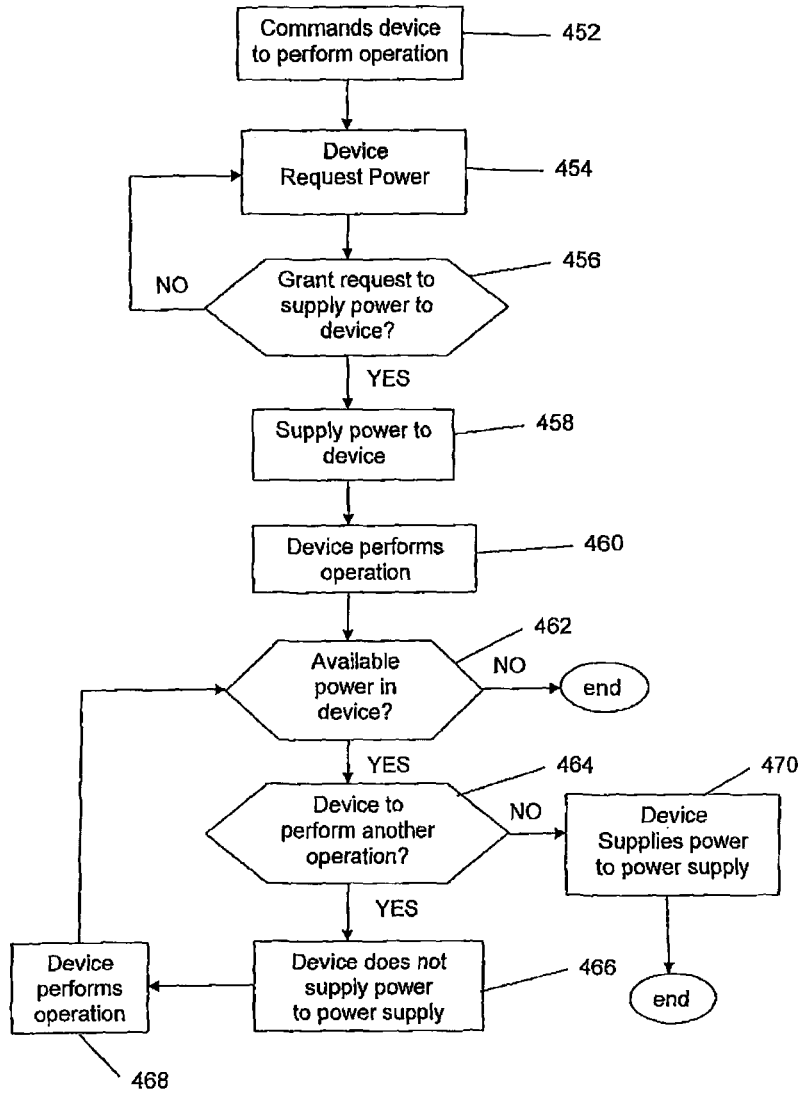 Commands device
to perform operation
452
Device
Request Power
454
NO
Grant request to
supply power to
device?
456
YES
Supply power to
device
458
Device performs
operation
460
Available
power in
device?
462
NO
end
YES
464
Device to
perform another
operation?
NO
470
Device
Supplies power
to power supply
YES
Device
performs
operation
Device does not
supply power
to power supply
466
end
468